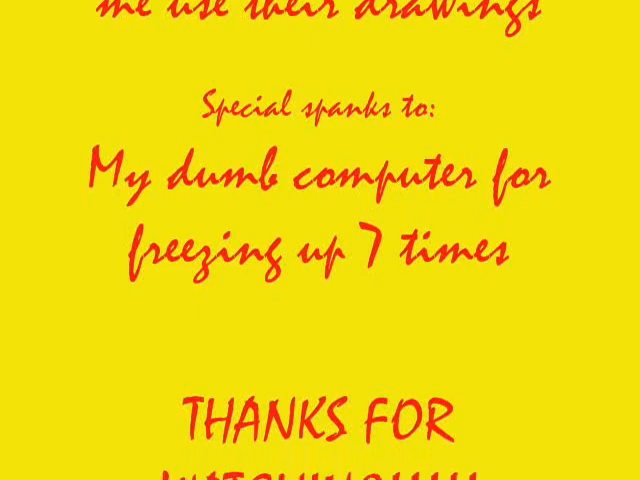 me use their drawings
Special spanks to:
My dumb computer for
freezing up 7 times
THANKS FOR